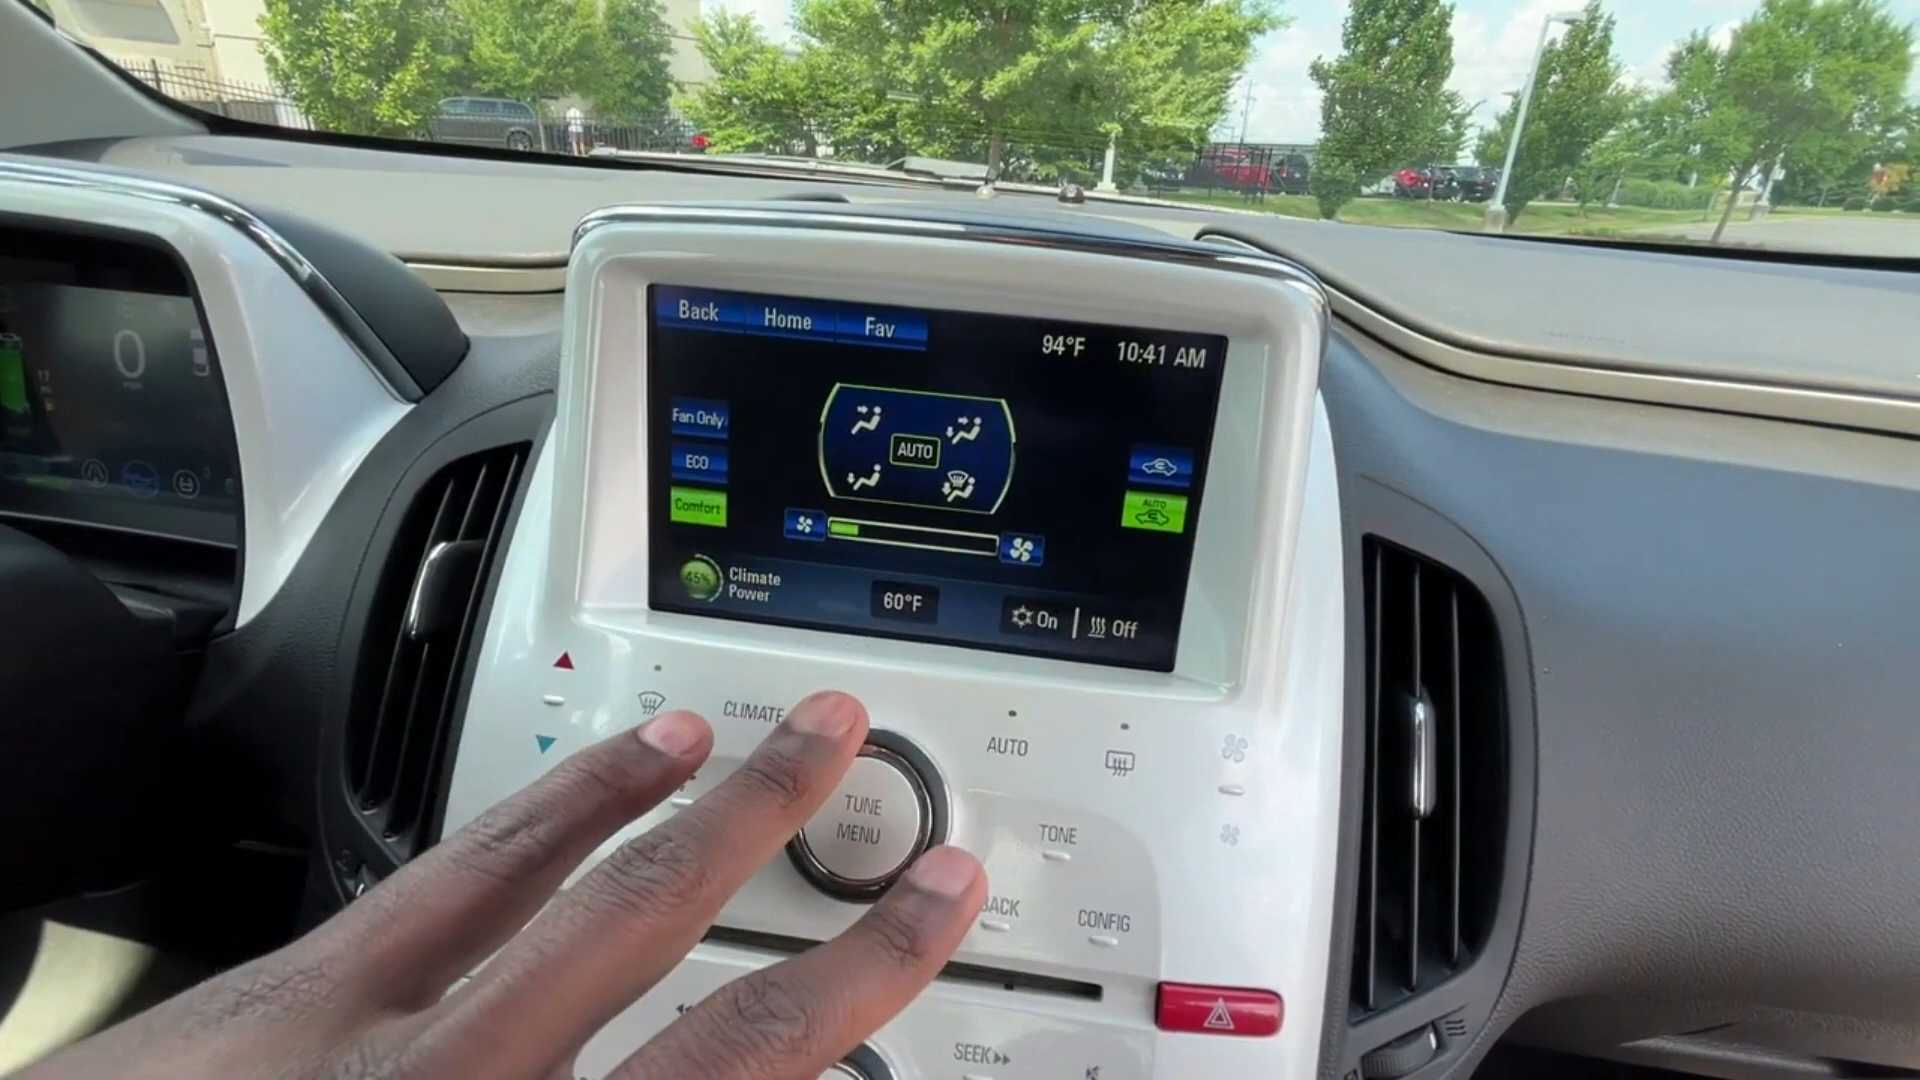 Back Home Fav
94°F 10:41 AM
Fan Only
ECO
Comfort
AUTO
AUTO
45%
Climate
Power
60°F
On
Off
0
CLIMATE
AUTO
TUNE
MENU
TONE
BACK
CONFIG
SEEK